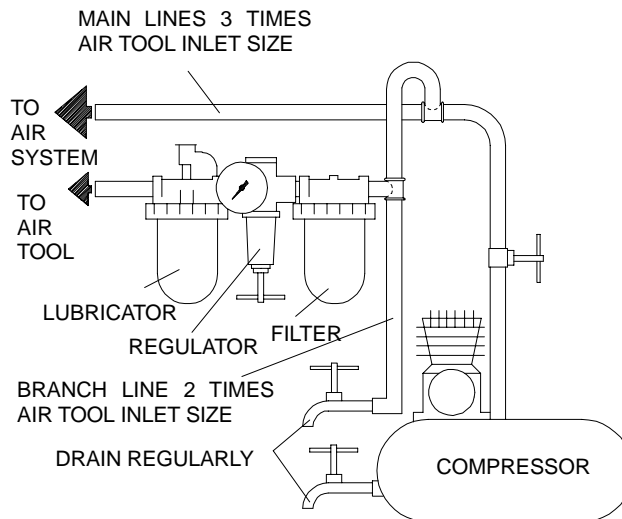 MAIN LINES 3 TIMES
AIR TOOL INLET SIZE
TO
AIR
SYSTEM
TO
AIR
TOOL
LUBRICATOR
REGULATOR
FILTER
BRANCH LINE 2 TIMES
AIR TOOL INLET SIZE
DRAIN REGULARLY
COMPRESSOR